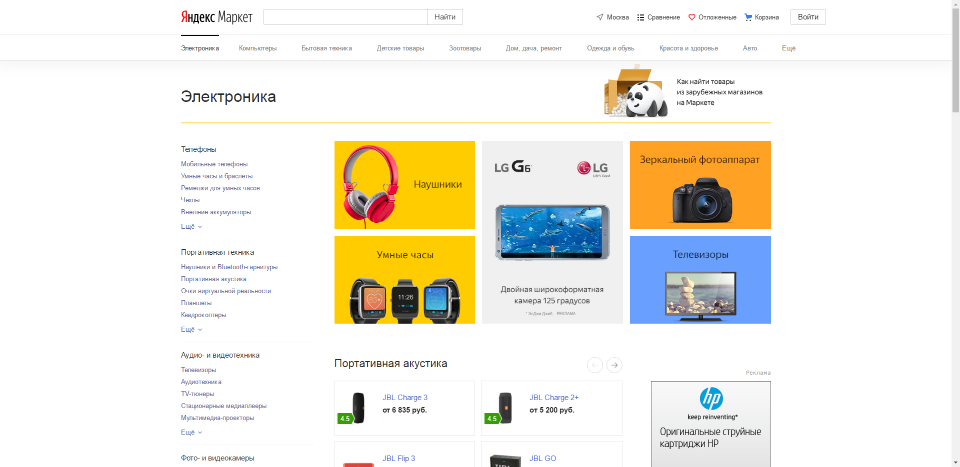 Яндекс Маркет
Найти
Москва
Сравнение
Отложенные
Корзина
Войти
Электроника
Компьютеры
Бытовая техника
Детские товары
Зоотовары
Дом, дача, ремонт
Одежда и обувь
Красота и здоровье
Авто
Ещё
Электроника
Как найти товары
из зарубежных магазинов
на Маркете
Телефоны
Мобильные телефоны
Умные часы и браслеты
Ремешки для умных часов
Чехлы
Внешние аккумуляторы
Ещё
Портативная техника
Наушники и Bluetooth-гарнитуры
Портативная акустика
Очки виртуальной реальности
Планшеты
Квадрокоптеры
Ещё
Аудио- и видеотехника
Телевизоры
Аудиотехника
TV-тюнеры
Стационарные медиаплееры
Мультимедиа-проекторы
Ещё
Фото- и видеокамеры
Наушники
LG G6
LG
Двойная широкоформатная
камера 125 градусов
РЕКЛАМА
Зеркальный фотоаппарат
Умные часы
11:26
Телевизоры
Портативная акустика
JBL Charge 3
от 6 835 руб.
4.5
JBL Charge 2+
от 5 200 руб.
4.5
JBL Flip 3
JBL GO
Реклама
hp
keep reinventing*
Оригинальные струйные
картриджи HP